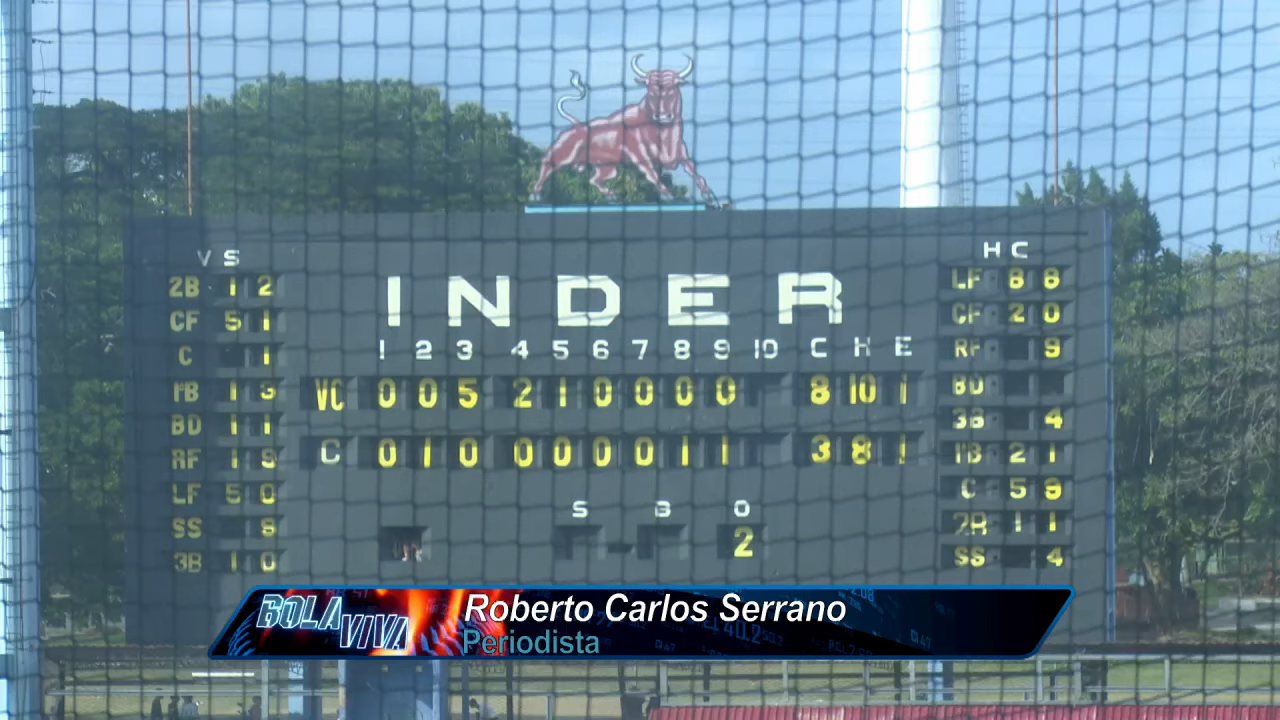 V S
H C
2B 1 2
CF 5 1
C 1
1B 1 3
BD 1 1
RF 1 9
LF 5 0
SS 9
3B 1 0
INDER
1 2 3 4 5 6 7 8 9 10 C H E
VC 0 0 5 2 1 0 0 0 0 8 10 1
C 0 1 0 0 0 0 0 1 1 3 8 1
S B O
2
LF 8 8
CF 2 0
RF 9
BD
3B 4
1B 2 1
C 5 9
2B 1 1
SS 4
BOLA VIVA
Roberto Carlos Serrano
Periodista